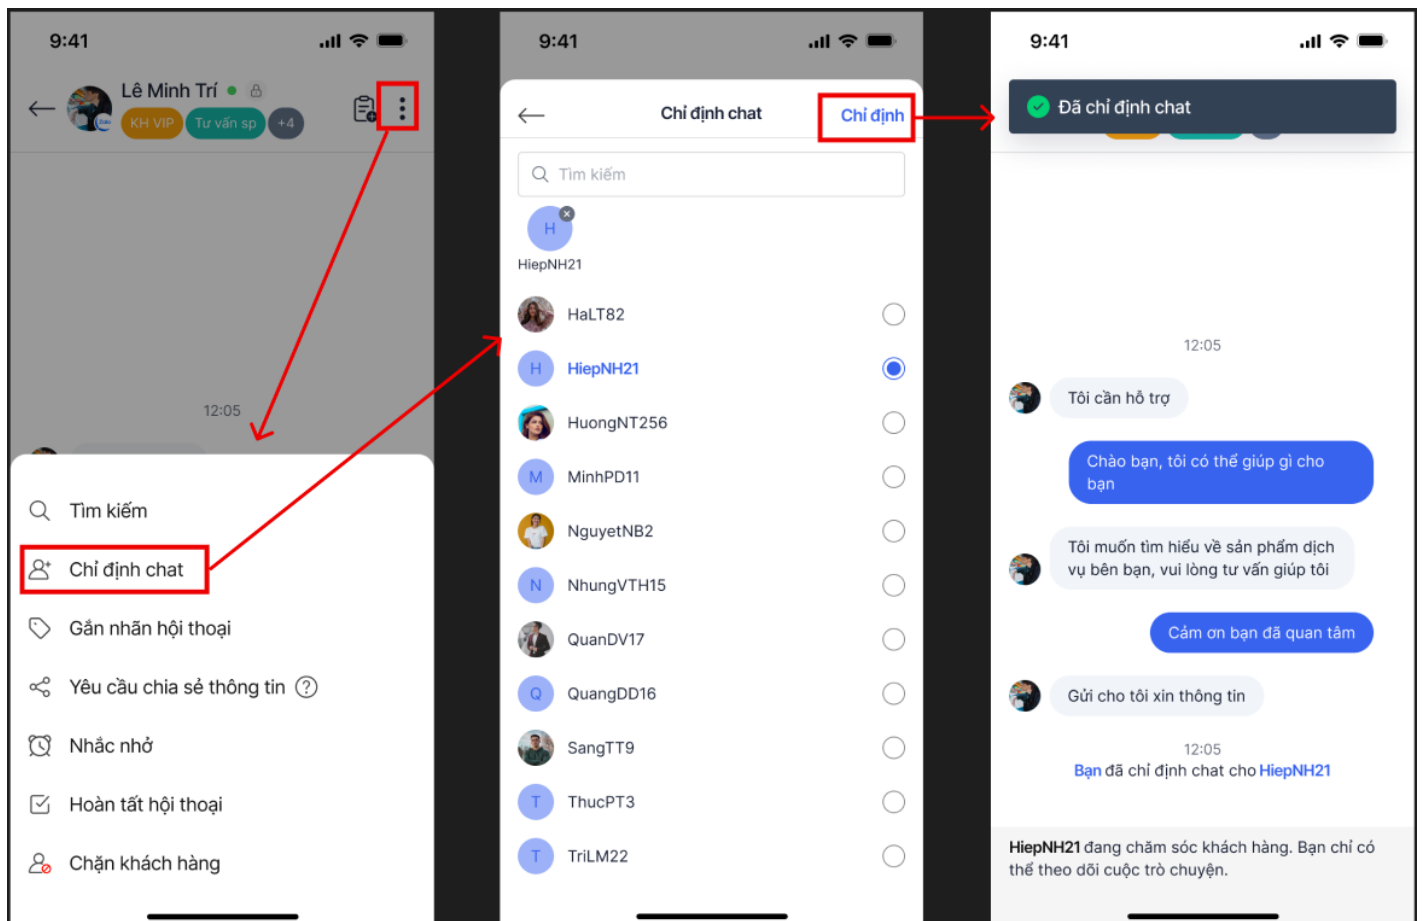 9:41
Lê Minh Trí
KH VIP
Tư vấn sp
+4
12:05
Tìm kiếm
Chỉ định chat
Gắn nhãn hội thoại
Yêu cầu chia sẻ thông tin
Nhắc nhở
Hoàn tất hội thoại
Chặn khách hàng
9:41
Chỉ định chat
Chỉ định
Tìm kiếm
H
HiepNH21
HaLT82
H
HiepNH21
HuongNT256
M
MinhPD11
NguyetNB2
N
NhungVTH15
QuanDV17
Q
QuangDD16
SangTT9
T
ThucPT3
T
TriLM22
9:41
Đã chỉ định chat
12:05
Tôi cần hỗ trợ
Chào bạn, tôi có thể giúp gì cho
bạn
Tôi muốn tìm hiểu về sản phẩm dịch
vụ bên bạn, vui lòng tư vấn giúp tôi
Cảm ơn bạn đã quan tâm
Gửi cho tôi xin thông tin
12:05
Bạn đã chỉ định chat cho HiepNH21
HiepNH21 đang chăm sóc khách hàng. Bạn chỉ có
thể theo dõi cuộc trò chuyện.